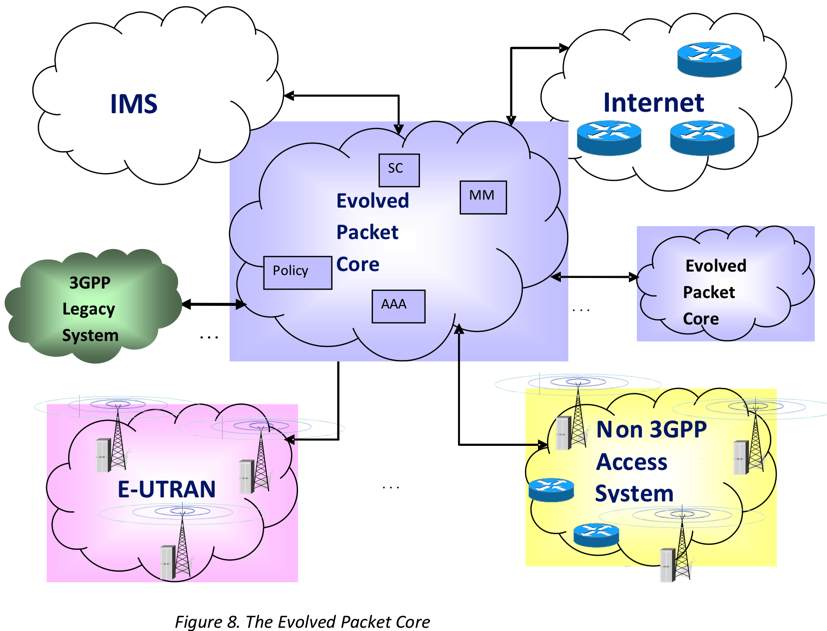 IMS
Internet
SC
MM
Evolved
Packet
Core
Policy
AAA
3GPP
Legacy
System
...
...
Evolved
Packet
Core
E-UTRAN
...
Non 3GPP
Access
System
Figure 8. The Evolved Packet Core